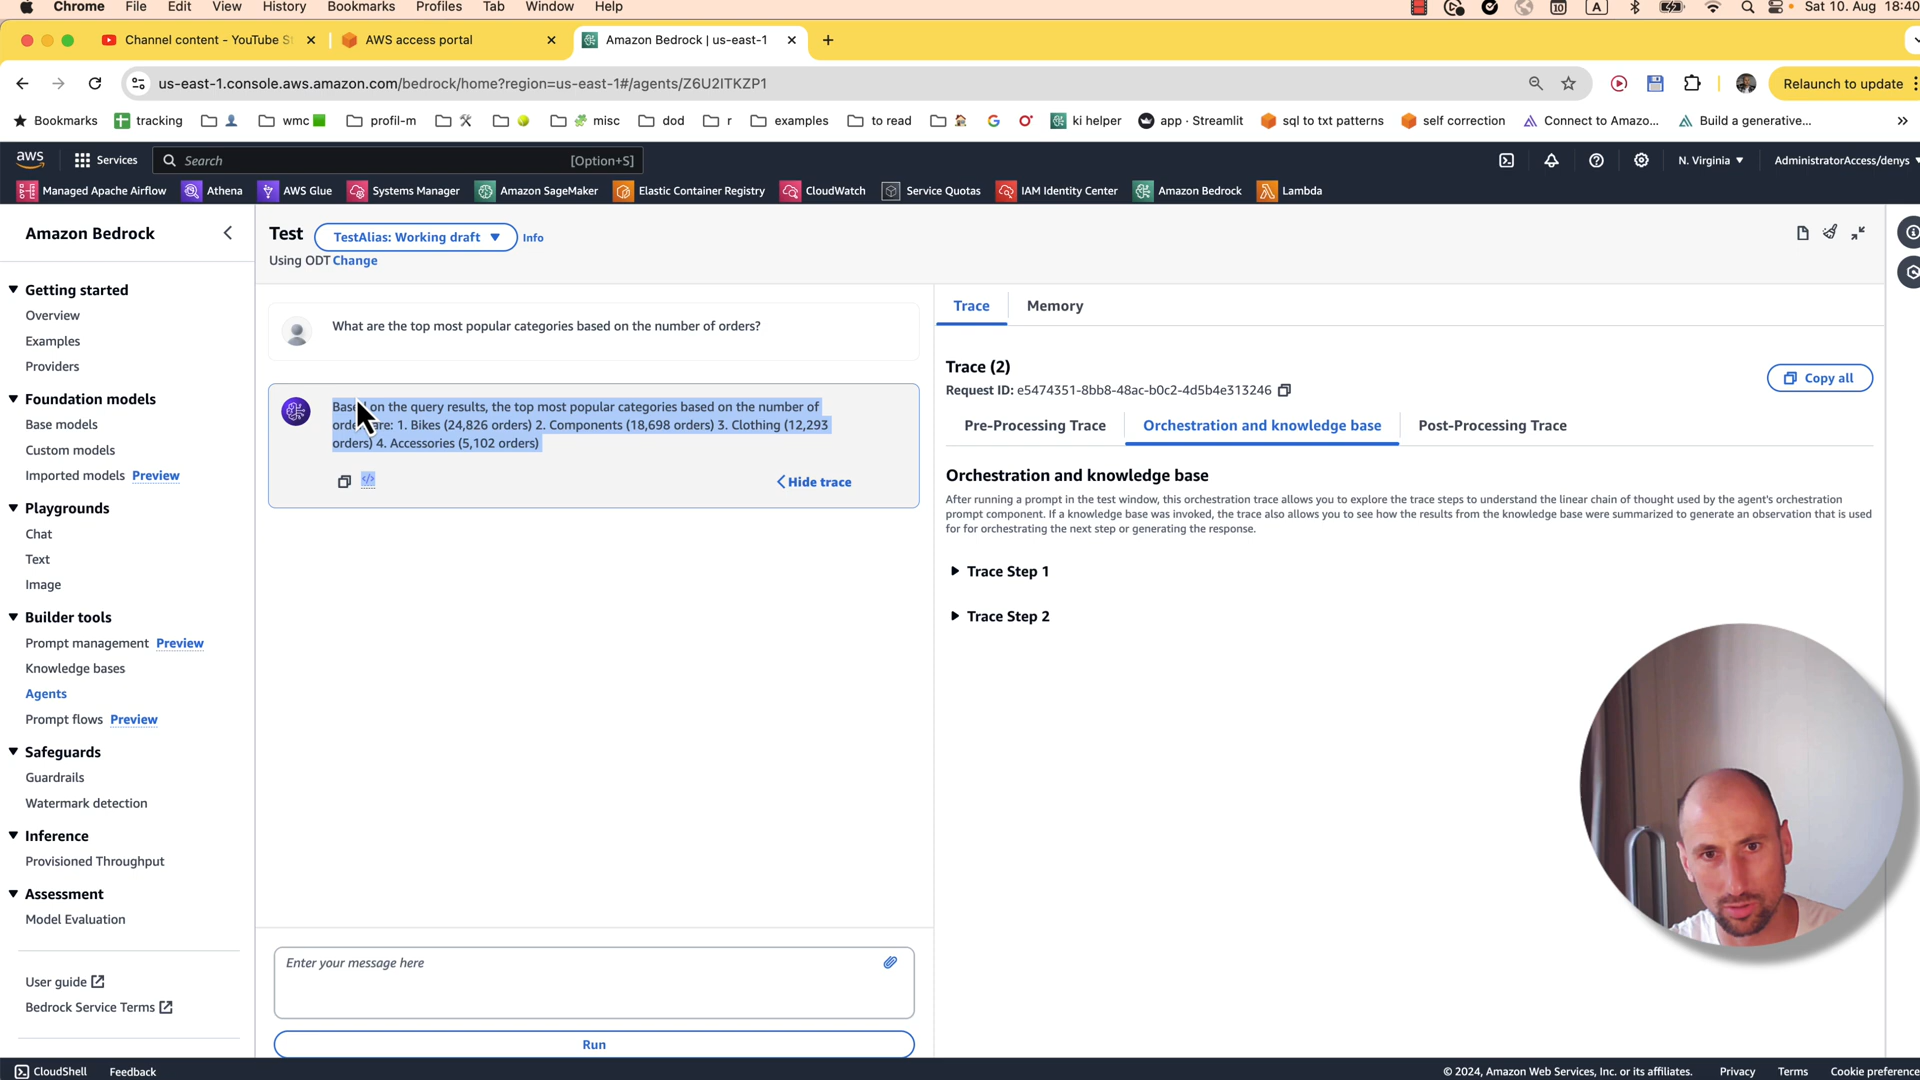 Chrome File Edit View History Bookmarks Profiles Tab Window Help 10 A Sat 10. Aug 18:40
Channel content - YouTube S
AWS access portal
Amazon Bedrock | us-east-1
us-east-1.console.aws.amazon.com/bedrock/home?region=us-east-1#/agents/Z6U2ITKZP1
Relaunch to update
Bookmarks tracking wmc profil-m misc dod r examples to read ki helper app · Streamlit sql to txt patterns self correction Connect to Amazo... Build a generative... »
aws Services Search [Option+S] N. Virginia ▼ AdministratorAccess/denys
Managed Apache Airflow Athena AWS Glue Systems Manager Amazon SageMaker Elastic Container Registry CloudWatch Service Quotas IAM Identity Center Amazon Bedrock Lambda
Amazon Bedrock
Getting started
Overview
Examples
Providers
Foundation models
Base models
Custom models
Imported models Preview
Playgrounds
Chat
Text
Image
Builder tools
Prompt management Preview
Knowledge bases
Agents
Prompt flows Preview
Safeguards
Guardrails
Watermark detection
Inference
Provisioned Throughput
Assessment
Model Evaluation
User guide
Bedrock Service Terms
Test TestAlias: Working draft ▼ Info
Using ODT Change
What are the top most popular categories based on the number of orders?
Based on the query results, the top most popular categories based on the number of
are: 1. Bikes (24,826 orders) 2. Components (18,698 orders) 3. Clothing (12,293
orders) 4. Accessories (5,102 orders)
</>
Hide trace
Enter your message here
Run
Trace Memory
Trace (2)
Request ID: e5474351-8bb8-48ac-b0c2-4d5b4e313246
Copy all
Pre-Processing Trace Orchestration and knowledge base Post-Processing Trace
Orchestration and knowledge base
After running a prompt in the test window, this orchestration trace allows you to explore the trace steps to understand the linear chain of thought used by the agent's orchestration
prompt component. If a knowledge base was invoked, the trace also allows you to see how the results from the knowledge base were summarized to generate an observation that is used
for for orchestrating the next step or generating the response.
Trace Step 1
Trace Step 2
CloudShell Feedback © 2024, Amazon Web Services, Inc. or its affiliates. Privacy Terms Cookie preference